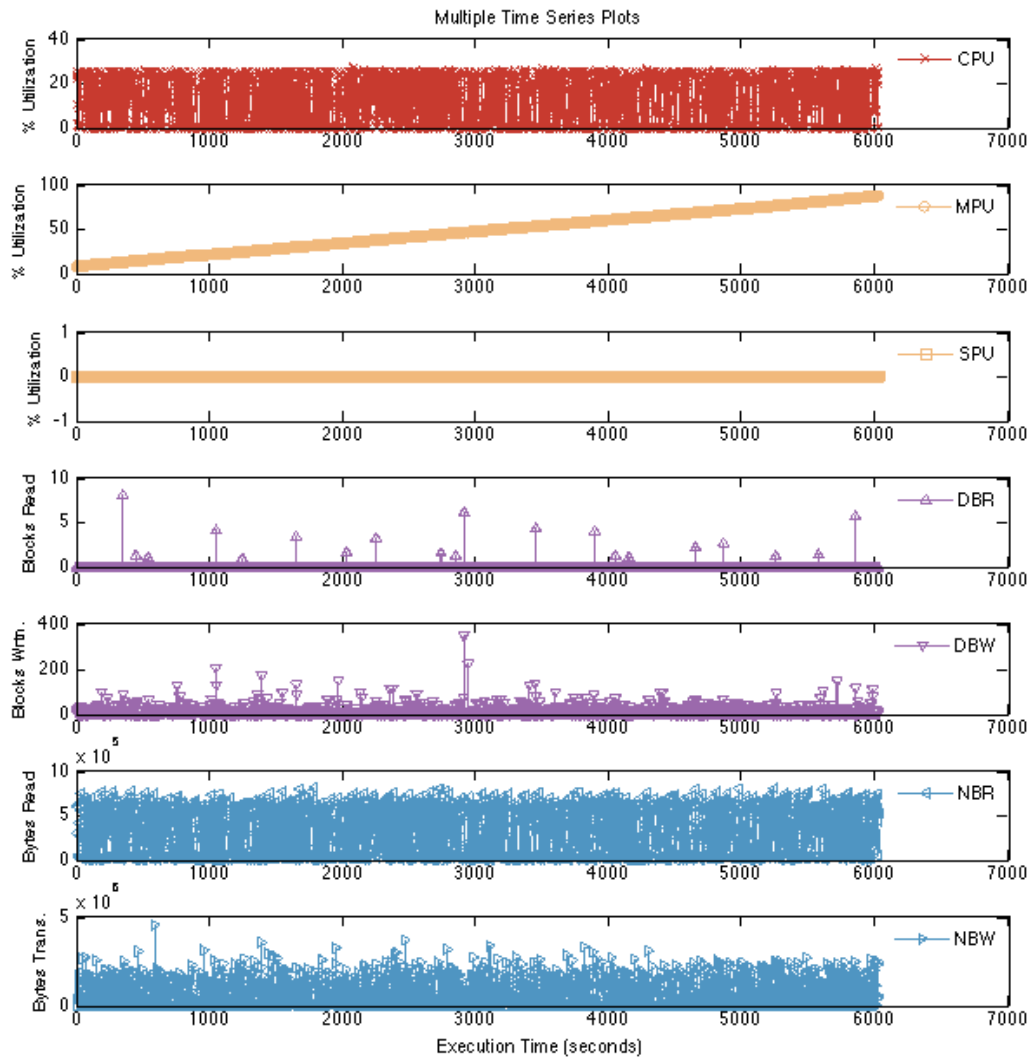 Multiple Time Series Plots
% Utilization
40
20
0
CPU
0 1000 2000 3000 4000 5000 6000 7000
% Utilization
100
50
0
MPU
0 1000 2000 3000 4000 5000 6000 7000
% Utilization
1
0
-1
SPU
0 1000 2000 3000 4000 5000 6000 7000
Blocks Read
10
5
0
DBR
0 1000 2000 3000 4000 5000 6000 7000
Blocks Wrtn.
400
200
0
DBW
0 1000 2000 3000 4000 5000 6000 7000
x 10
Bytes Read
10
5
0
NBR
0 1000 2000 3000 4000 5000 6000 7000
x 10
Bytes Trans.
5
0
NBW
0 1000 2000 3000 4000 5000 6000 7000
Execution Time (seconds)